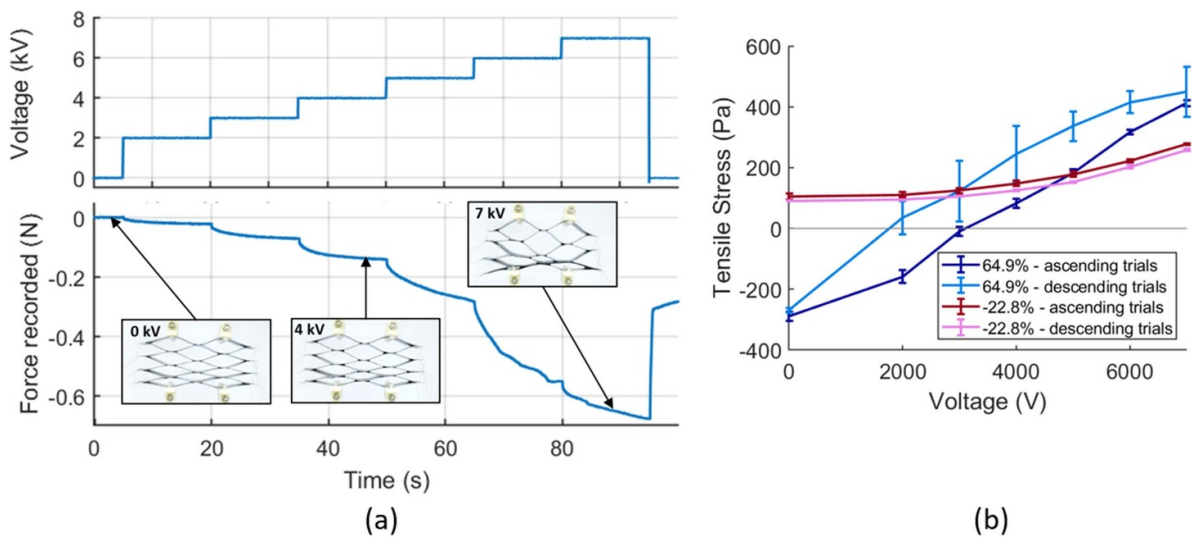 8
6
4
2
0
Voltage (kV)
0
-0.2
-0.4
-0.6
Force recorded (N)
0 kV
4 kV
7 kV
0
20
40
60
80
Time (s)
(a)
600
400
200
0
-200
-400
Tensile Stress (Pa)
64.9% - ascending trials
64.9% - descending trials
-22.8% - ascending trials
-22.8% - descending trials
0
2000
4000
6000
Voltage (V)
(b)